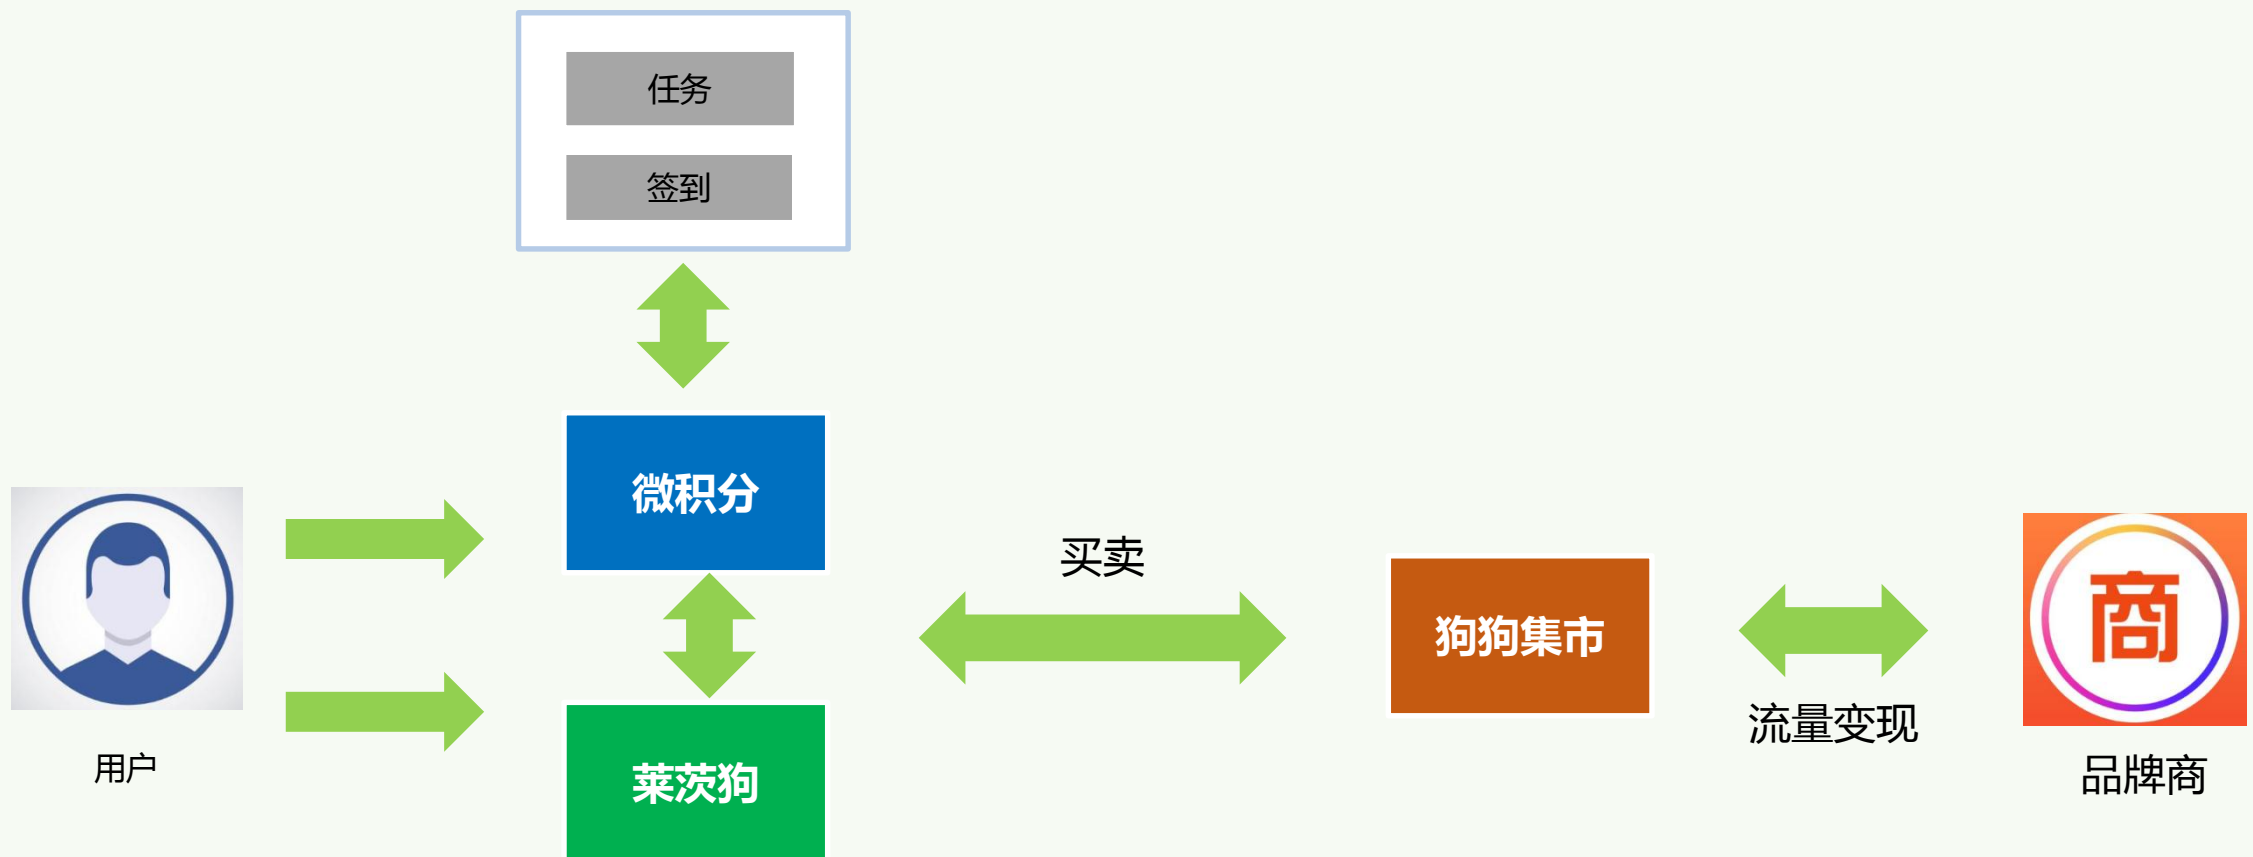 任务
签到
微积分
买卖
狗狗集市
商
流量变现
用户
莱茨狗
品牌商